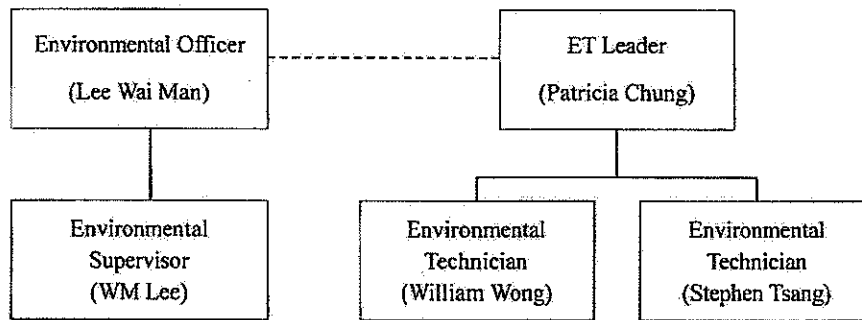 Environmental Officer
(Lee Wai Man)
ET Leader
(Patricia Chung)
Environmental
Supervisor
(WM Lee)
Environmental
Technician
(William Wong)
Environmental
Technician
(Stephen Tsang)